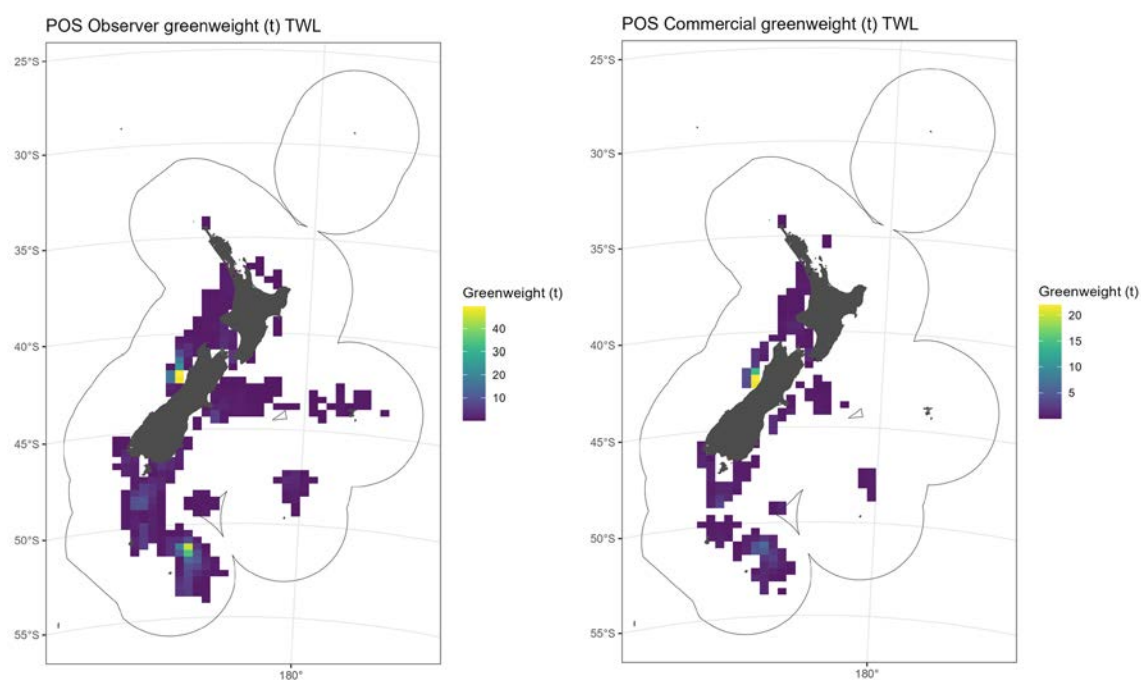 POS Observer greenweight (t) TWL
25°S
30°S
35°S
40°S
45°S
50°S
55°S
180°
Greenweight (t)
40
30
20
10
POS Commercial greenweight (t) TWL
25°S
30°S
35°S
40°S
45°S
50°S
55°S
180°
Greenweight (t)
20
15
10
5